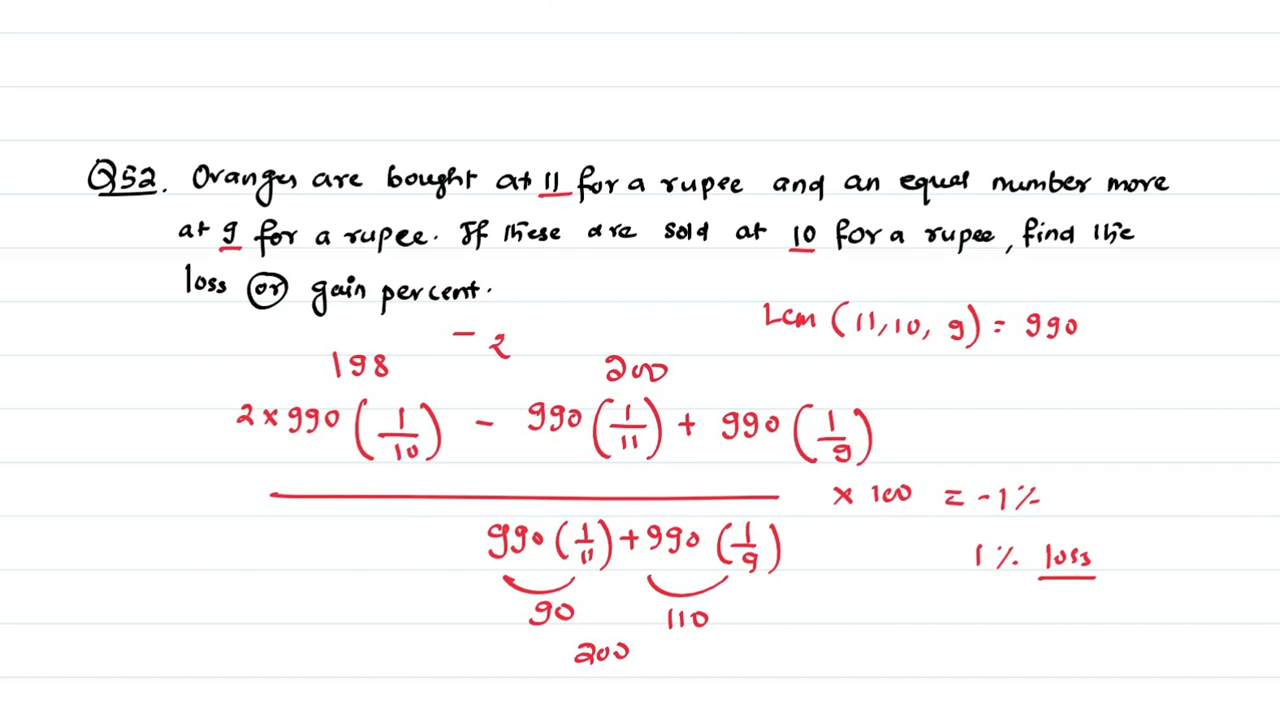 Q52. Oranges are bought at 11 for a rupee and an equal number more
at 9 for a rupee. If these are sold at 10 for a rupee, find the
loss or gain percent.
Lcm (11, 10, 9) = 990
198 - 2 200
2 × 990 (1/10) - 990 (1/11) + 990 (1/9)
× 100 = -1%
990 (1/11) + 990 (1/9)
1% loss
90 110
200